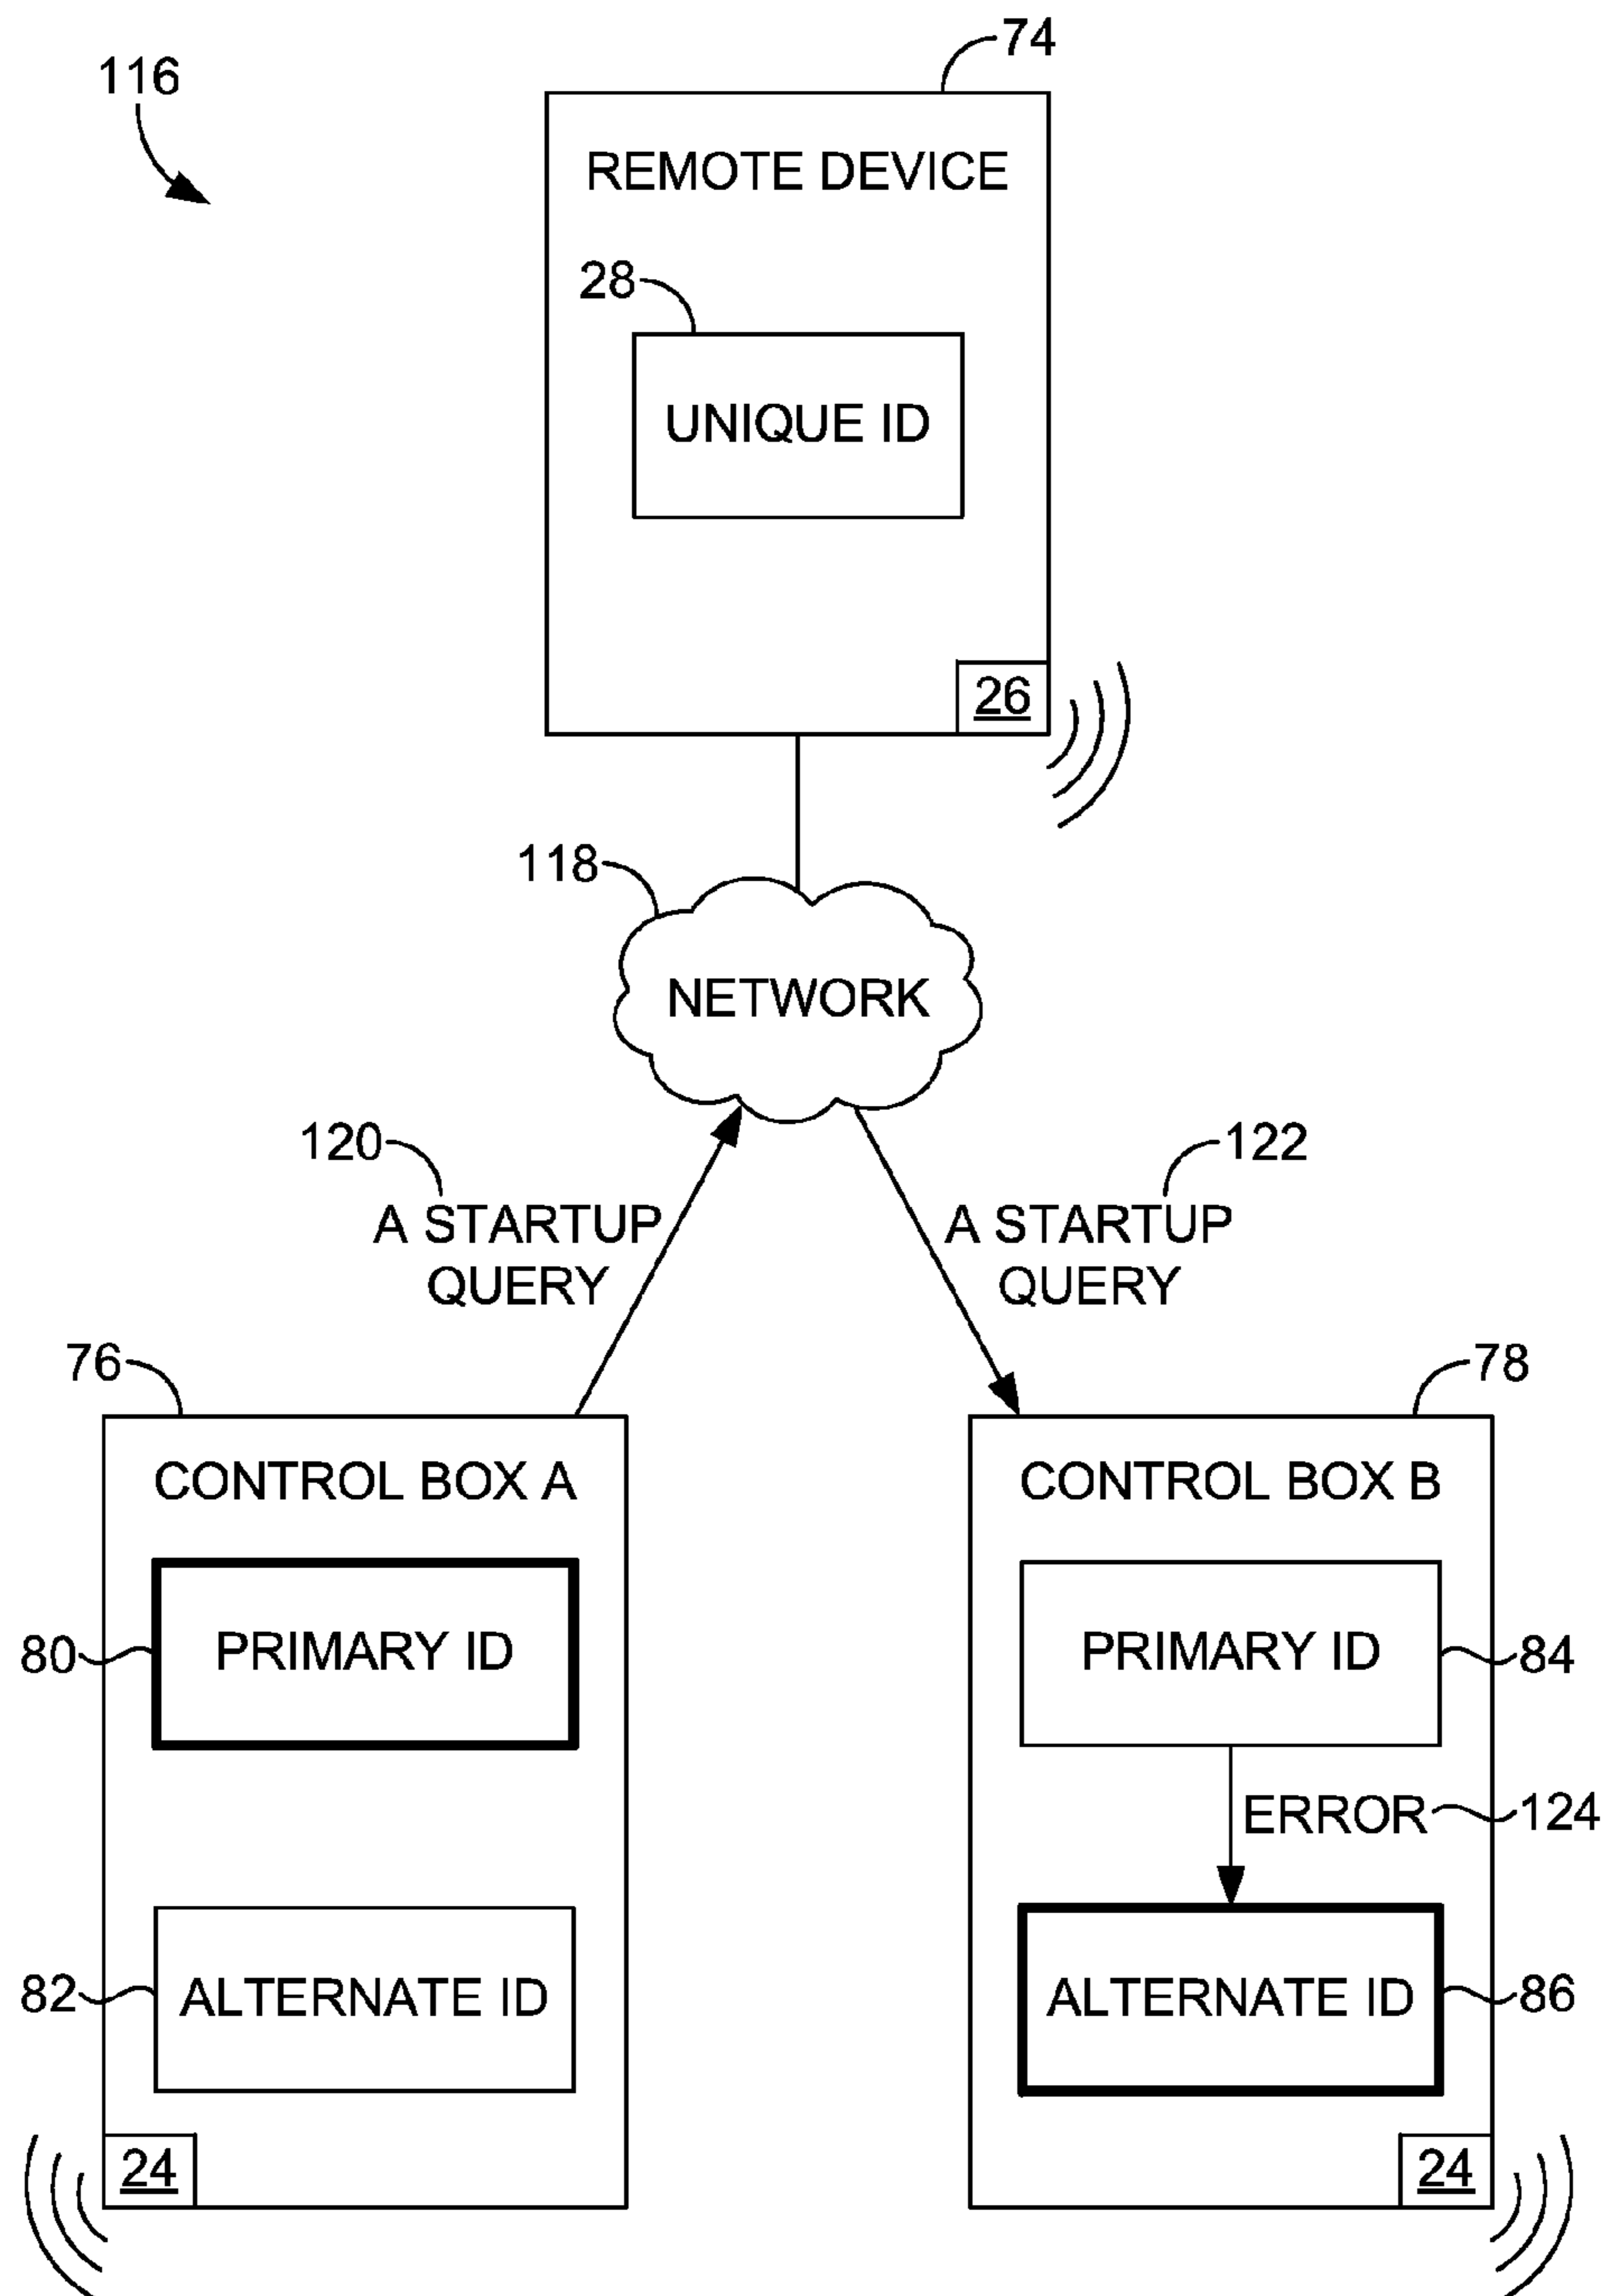 74
116
REMOTE DEVICE
28
UNIQUE ID
26
118
NETWORK
120
122
A STARTUP
QUERY
A STARTUP
QUERY
76
78
CONTROL BOX A
CONTROL BOX B
80
PRIMARY ID
PRIMARY ID
84
ERROR
124
82
ALTERNATE ID
ALTERNATE ID
86
24
24